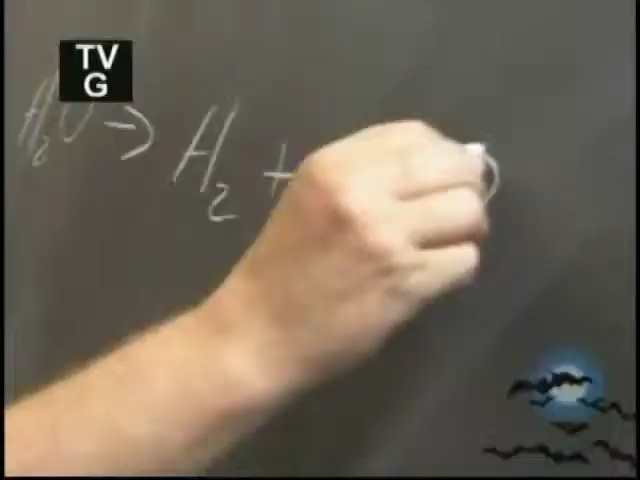 TV
G
H₂O → H₂ +